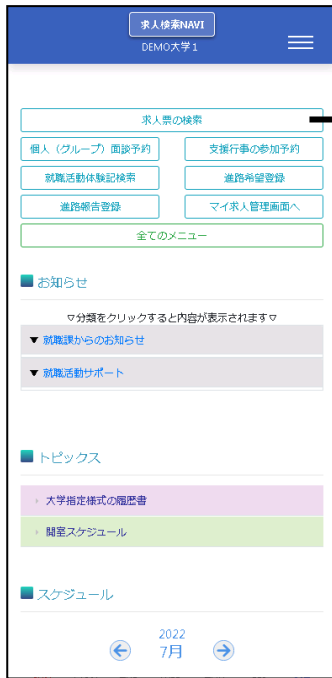 求人検索NAVI
DEMO大学1
求人票の検索
個人（グループ）面談予約
支援行事の参加予約
就職活動体験記検索
進路希望登録
進路報告登録
マイ求人管理画面へ
全てのメニュー
お知らせ
▽分類をクリックすると内容が表示されます▽
▼ 就職課からのお知らせ
▼ 就職活動サポート
トピックス
大学指定様式の履歴書
開室スケジュール
スケジュール
2022
7月